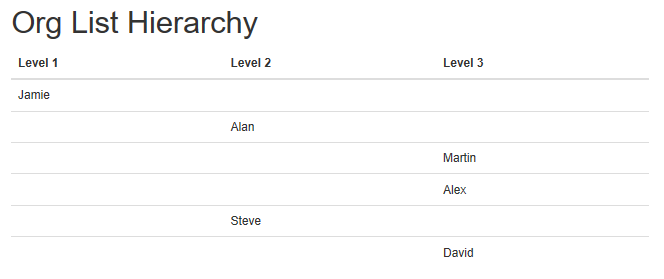 Org List Hierarchy
Level 1 Level 2 Level 3
Jamie
Alan
Martin
Alex
Steve
David